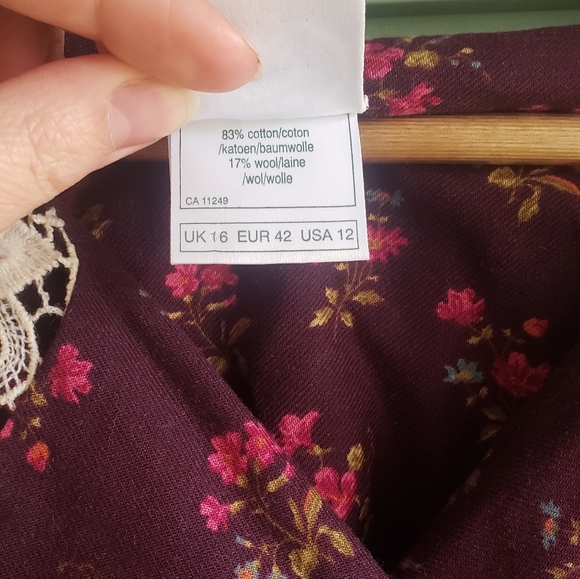 83% cotton/coton
/katoen/baumwolle
17% wool/laine
/wol/wolle
CA 11249
UK 16 EUR 42 USA 12